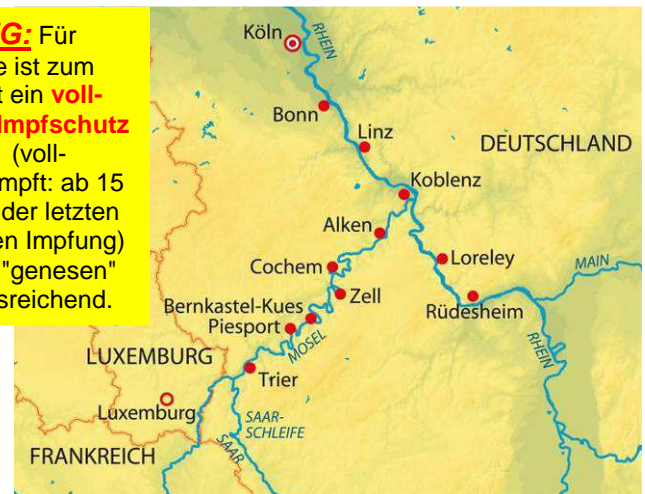 G: Für
e ist zum
t ein voll-
Impfschutz
(voll-
mpft: ab 15
der letzten
en Impfung)
"genesen"
sreichend.
Köln
RHEIN
Bonn
Linz
DEUTSCHLAND
Koblenz
Alken
Cochem
Loreley
MAIN
Zell
Rüdesheim
Bernkastel-Kues
Piesport
MOSEL
RHEIN
LUXEMBURG
Trier
Luxemburg
SAAR-
SCHLEIFE
SAAR
FRANKREICH